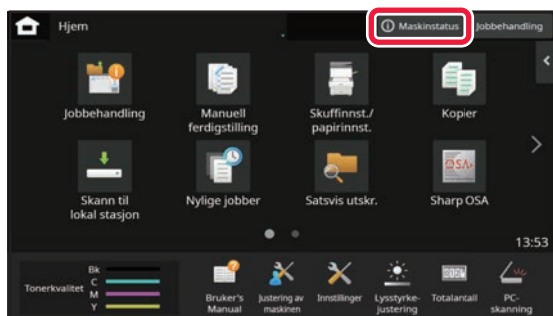 Hjem
Maskinstatus
Jobbehandling
Jobbehandling
Manuell
ferdigstilling
Skuffinnst./
papirinnst.
Kopier
Skann til
lokal stasjon
Nylige jobber
Satsvis utskr.
OSA
Sharp OSA
13:53
Tonerkvalitet
Bk
C
M
Y
Bruker's
Manual
Justering av
maskinen
Innstillinger
Lysstyrke-
justering
Totalantall
PC-
skanning